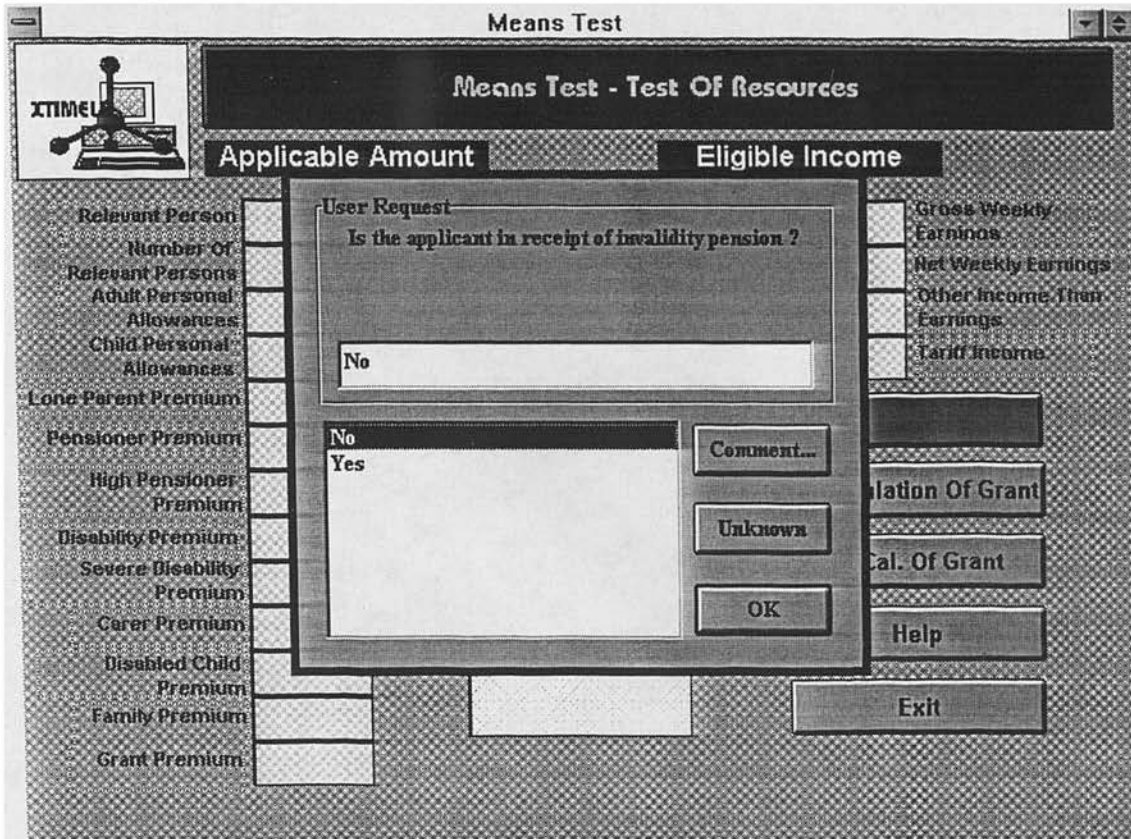 Means Test
XTIMEL
Means Test - Test Of Resources
Applicable Amount
Eligible Income
Relevant Person
Number Of
Relevant Persons
Adult Personal
Allowances
Child Personal
Allowances
Lone Parent Premium
Pensioner Premium
High Pensioner
Premium
Disability Premium
Severe Disability
Premium
Carer Premium
Disabled Child
Premium
Family Premium
Grant Premium
User Request
Is the applicant in receipt of invalidity pension ?
No
No
Yes
Comment...
Unknown
OK
Gross Weekly
Earnings
Net Weekly Earnings
Other Income Than
Earnings
Tariff Income
lation Of Grant
Cal. Of Grant
Help
Exit